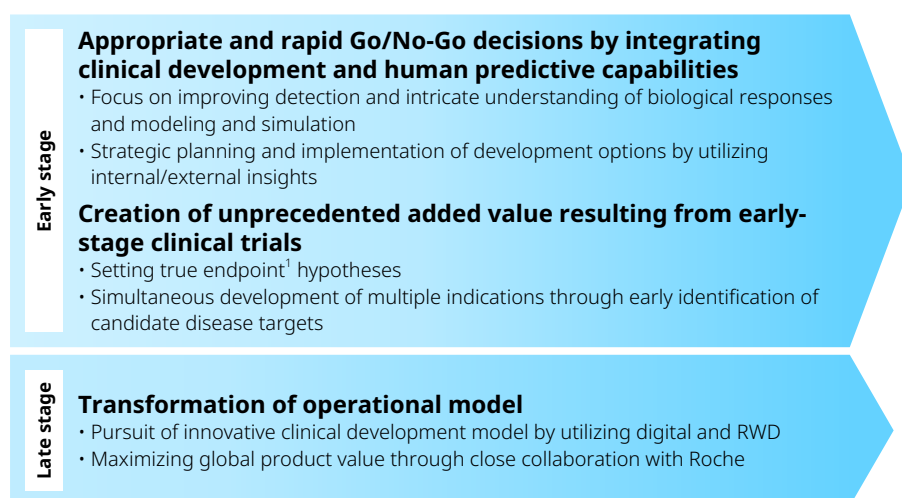 Early stage
Appropriate and rapid Go/No-Go decisions by integrating
clinical development and human predictive capabilities
・Focus on improving detection and intricate understanding of biological responses
and modeling and simulation
・Strategic planning and implementation of development options by utilizing
internal/external insights
Creation of unprecedented added value resulting from early-
stage clinical trials
・Setting true endpoint¹ hypotheses
・Simultaneous development of multiple indications through early identification of
candidate disease targets
Late stage
Transformation of operational model
・Pursuit of innovative clinical development model by utilizing digital and RWD
・Maximizing global product value through close collaboration with Roche